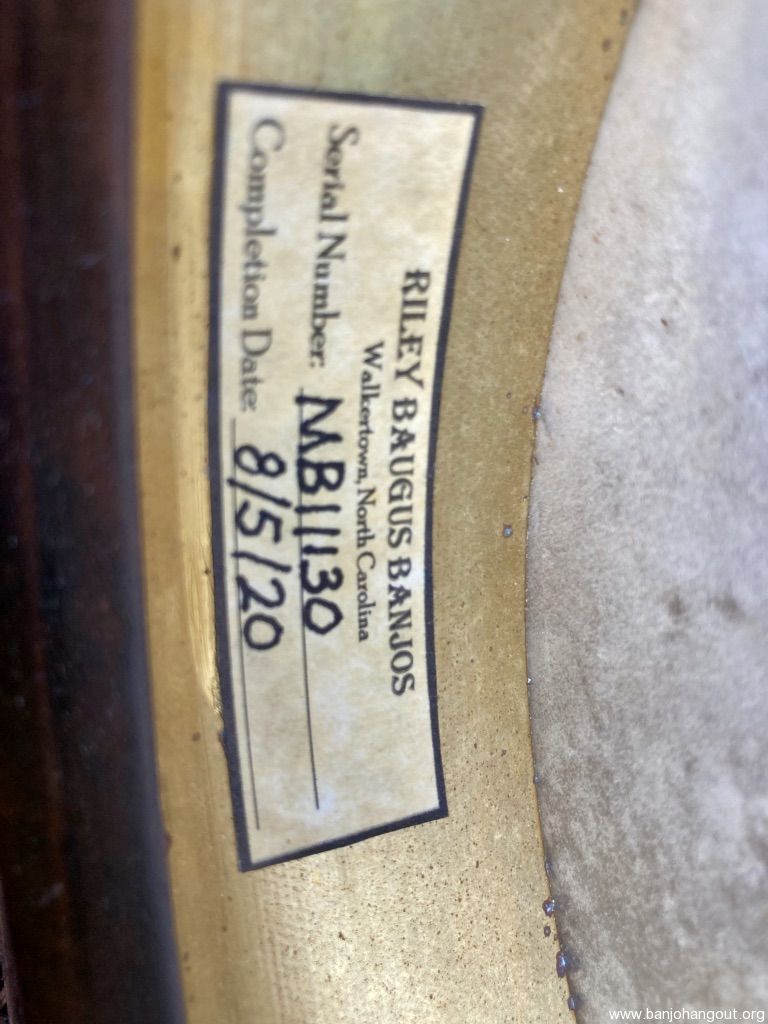 RILEY BAUGUS BANJOS
Walkertown, North Carolina
Serial Number: MB11130
Completion Date: 8/5/20
www.banjohangout.org